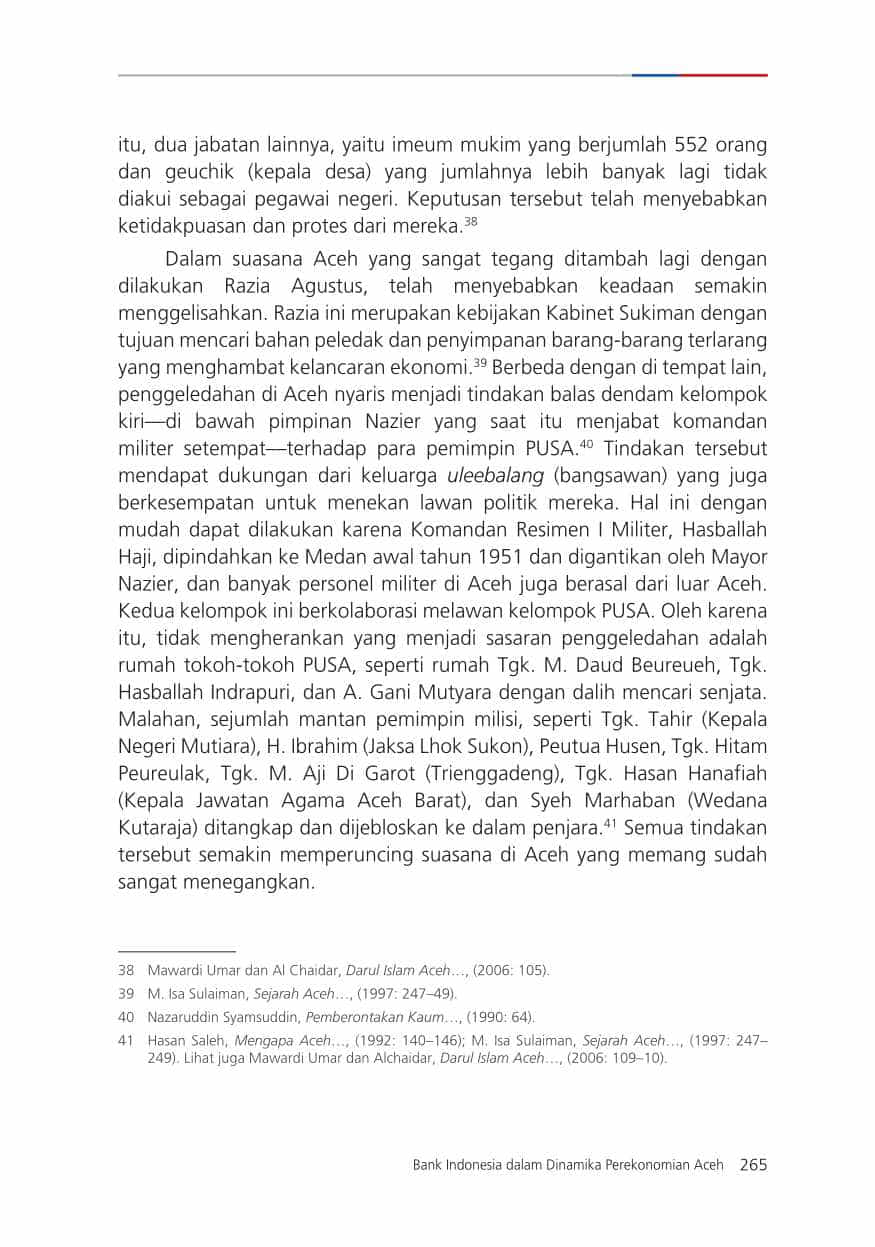 itu, dua jabatan lainnya, yaitu imeum mukim yang berjumlah 552 orang
dan geuchik (kepala desa) yang jumlahnya lebih banyak lagi tidak
diakui sebagai pegawai negeri. Keputusan tersebut telah menyebabkan
ketidakpuasan dan protes dari mereka.³⁸
Dalam suasana Aceh yang sangat tegang ditambah lagi dengan
dilakukan Razia Agustus, telah menyebabkan keadaan semakin
menggelisahkan. Razia ini merupakan kebijakan Kabinet Sukiman dengan
tujuan mencari bahan peledak dan penyimpanan barang-barang terlarang
yang menghambat kelancaran ekonomi.³⁹ Berbeda dengan di tempat lain,
penggeledahan di Aceh nyaris menjadi tindakan balas dendam kelompok
kiri—di bawah pimpinan Nazier yang saat itu menjabat komandan
militer setempat—terhadap para pemimpin PUSA.⁴⁰ Tindakan tersebut
mendapat dukungan dari keluarga uleebalang (bangsawan) yang juga
berkesempatan untuk menekan lawan politik mereka. Hal ini dengan
mudah dapat dilakukan karena Komandan Resimen I Militer, Hasballah
Haji, dipindahkan ke Medan awal tahun 1951 dan digantikan oleh Mayor
Nazier, dan banyak personel militer di Aceh juga berasal dari luar Aceh.
Kedua kelompok ini berkolaborasi melawan kelompok PUSA. Oleh karena
itu, tidak mengherankan yang menjadi sasaran penggeledahan adalah
rumah tokoh-tokoh PUSA, seperti rumah Tgk. M. Daud Beureueh, Tgk.
Hasballah Indrapuri, dan A. Gani Mutyara dengan dalih mencari senjata.
Malahan, sejumlah mantan pemimpin milisi, seperti Tgk. Tahir (Kepala
Negeri Mutiara), H. Ibrahim (Jaksa Lhok Sukon), Peutua Husen, Tgk. Hitam
Peureulak, Tgk. M. Aji Di Garot (Trienggadeng), Tgk. Hasan Hanafiah
(Kepala Jawatan Agama Aceh Barat), dan Syeh Marhaban (Wedana
Kutaraja) ditangkap dan dijebloskan ke dalam penjara.⁴¹ Semua tindakan
tersebut semakin memperuncing suasana di Aceh yang memang sudah
sangat menegangkan.
38 Mawardi Umar dan Al Chaidar, Darul Islam Aceh…, (2006: 105).
39 M. Isa Sulaiman, Sejarah Aceh…, (1997: 247–49).
40 Nazaruddin Syamsuddin, Pemberontakan Kaum…, (1990: 64).
41 Hasan Saleh, Mengapa Aceh…, (1992: 140–146); M. Isa Sulaiman, Sejarah Aceh…, (1997: 247–
249). Lihat juga Mawardi Umar dan Alchaidar, Darul Islam Aceh…, (2006: 109–10).
Bank Indonesia dalam Dinamika Perekonomian Aceh 265